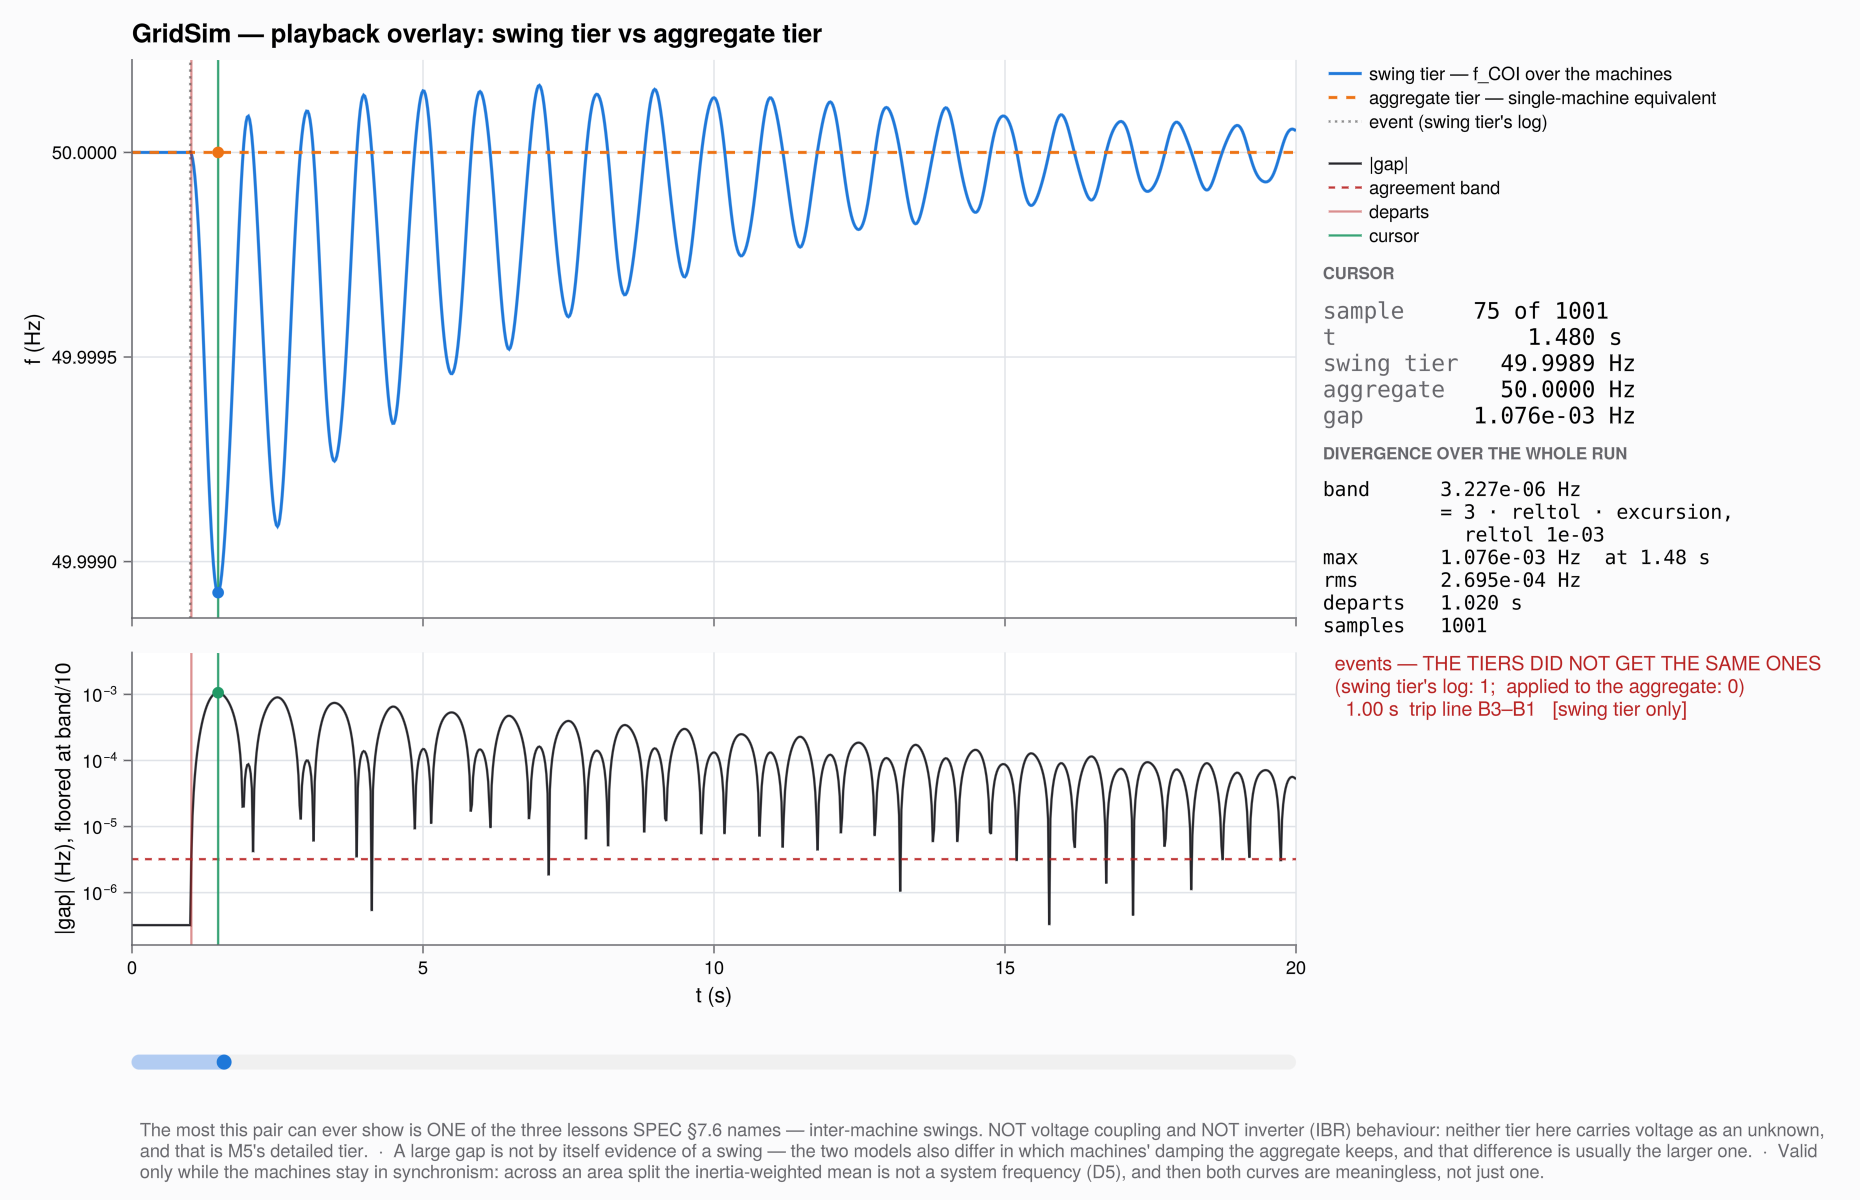 GridSim — playback overlay: swing tier vs aggregate tier
f (Hz)
50.0000
49.9995
49.9990
swing tier — f_COI over the machines
aggregate tier — single-machine equivalent
event (swing tier's log)
|gap|
agreement band
departs
cursor
CURSOR
sample 75 of 1001
t 1.480 s
swing tier 49.9989 Hz
aggregate 50.0000 Hz
gap 1.076e-03 Hz
DIVERGENCE OVER THE WHOLE RUN
band 3.227e-06 Hz
= 3 · reltol · excursion,
reltol 1e-03
max 1.076e-03 Hz at 1.48 s
rms 2.695e-04 Hz
departs 1.020 s
samples 1001
events — THE TIERS DID NOT GET THE SAME ONES
(swing tier's log: 1; applied to the aggregate: 0)
1.00 s trip line B3–B1 [swing tier only]
|gap| (Hz), floored at band/10
10⁻³
10⁻⁴
10⁻⁵
10⁻⁶
0 5 10 15 20
t (s)
The most this pair can ever show is ONE of the three lessons SPEC §7.6 names — inter-machine swings. NOT voltage coupling and NOT inverter (IBR) behaviour: neither tier here carries voltage as an unknown,
and that is M5's detailed tier. · A large gap is not by itself evidence of a swing — the two models also differ in which machines' damping the aggregate keeps, and that difference is usually the larger one. · Valid
only while the machines stay in synchronism: across an area split the inertia-weighted mean is not a system frequency (D5), and then both curves are meaningless, not just one.